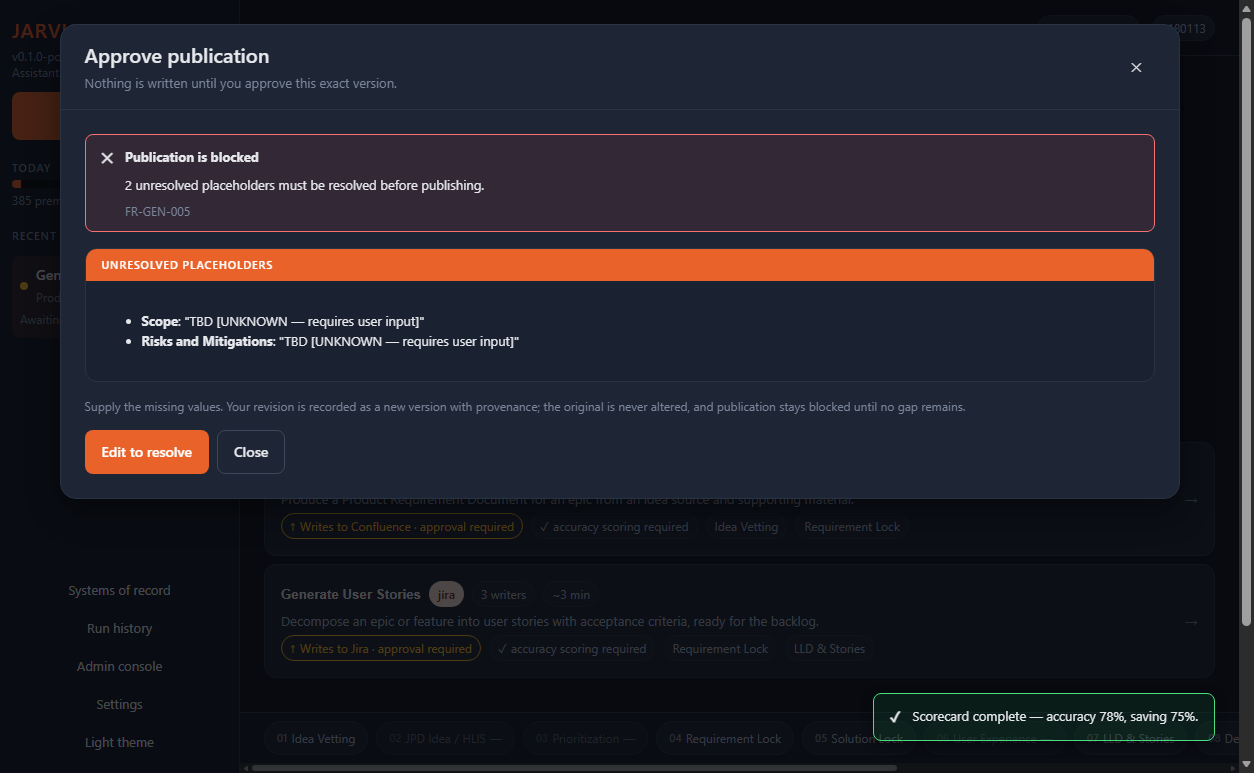 JARV
v0.1.0-po
Assistant
180113
TODAY
385 prem
RECENT
Gen
Prod
Awaitin
Systems of record
Run history
Admin console
Settings
Light theme
Approve publication
Nothing is written until you approve this exact version.
Publication is blocked
2 unresolved placeholders must be resolved before publishing.
FR-GEN-005
UNRESOLVED PLACEHOLDERS
• Scope: "TBD [UNKNOWN — requires user input]"
• Risks and Mitigations: "TBD [UNKNOWN — requires user input]"
Supply the missing values. Your revision is recorded as a new version with provenance; the original is never altered, and publication stays blocked until no gap remains.
Edit to resolve Close
Produce a Product Requirement Document for an epic from an idea source and supporting material. →
↑ Writes to Confluence · approval required ✓ accuracy scoring required Idea Vetting Requirement Lock
Generate User Stories jira 3 writers ~3 min
Decompose an epic or feature into user stories with acceptance criteria, ready for the backlog. →
↑ Writes to Jira · approval required ✓ accuracy scoring required Requirement Lock LLD & Stories
✓ Scorecard complete — accuracy 78%, saving 75%.
01 Idea Vetting 02 JPD Idea / HLIS — 03 Prioritization — 04 Requirement Lock 05 Solution Lock 06 User Experience — 07 LLD & Stories De